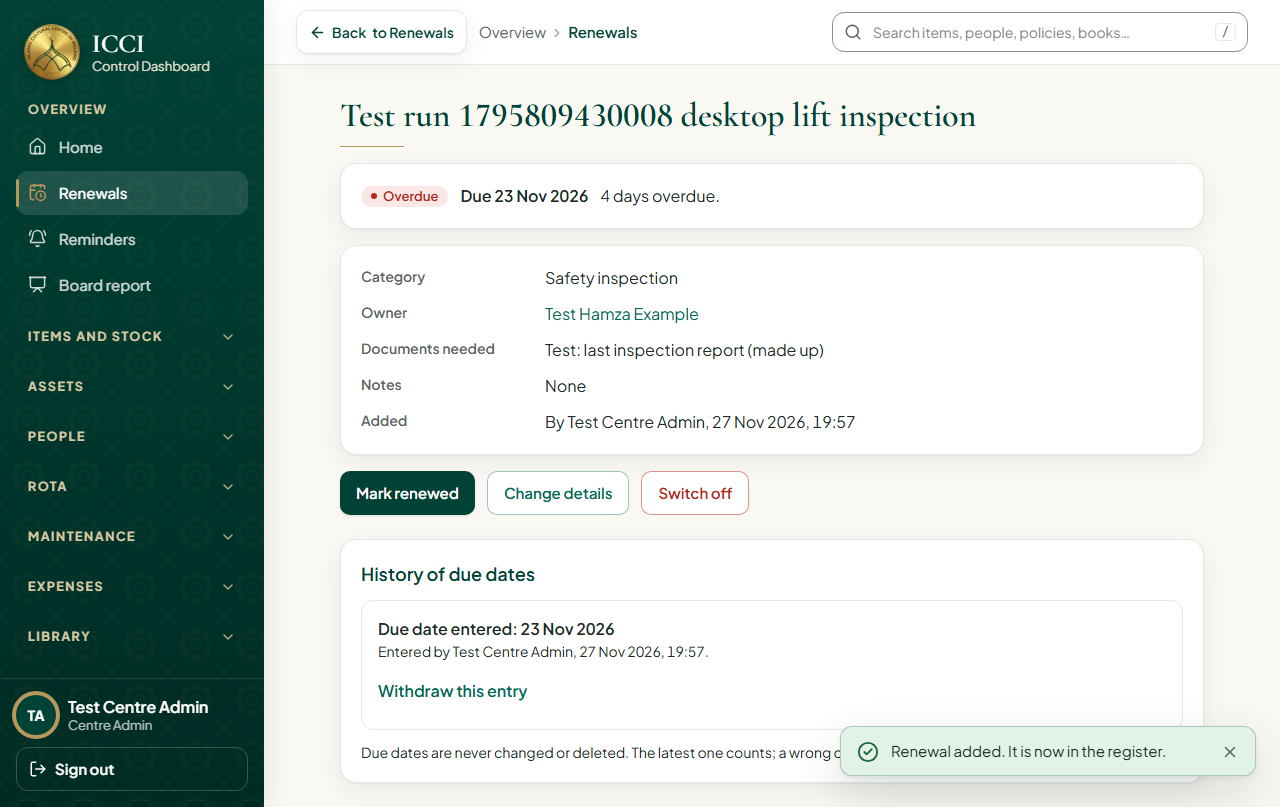 ICCI
Control Dashboard
OVERVIEW
Home
Renewals
Reminders
Board report
ITEMS AND STOCK
ASSETS
PEOPLE
ROTA
MAINTENANCE
EXPENSES
LIBRARY
TA
Test Centre Admin
Centre Admin
Sign out
Back to Renewals
Overview › Renewals
Search items, people, policies, books…
/
Test run 1795809430008 desktop lift inspection
Overdue Due 23 Nov 2026 4 days overdue.
Category Safety inspection
Owner Test Hamza Example
Documents needed Test: last inspection report (made up)
Notes None
Added By Test Centre Admin, 27 Nov 2026, 19:57
Mark renewed Change details Switch off
History of due dates
Due date entered: 23 Nov 2026
Entered by Test Centre Admin, 27 Nov 2026, 19:57.
Withdraw this entry
Due dates are never changed or deleted. The latest one counts; a wrong
Renewal added. It is now in the register.